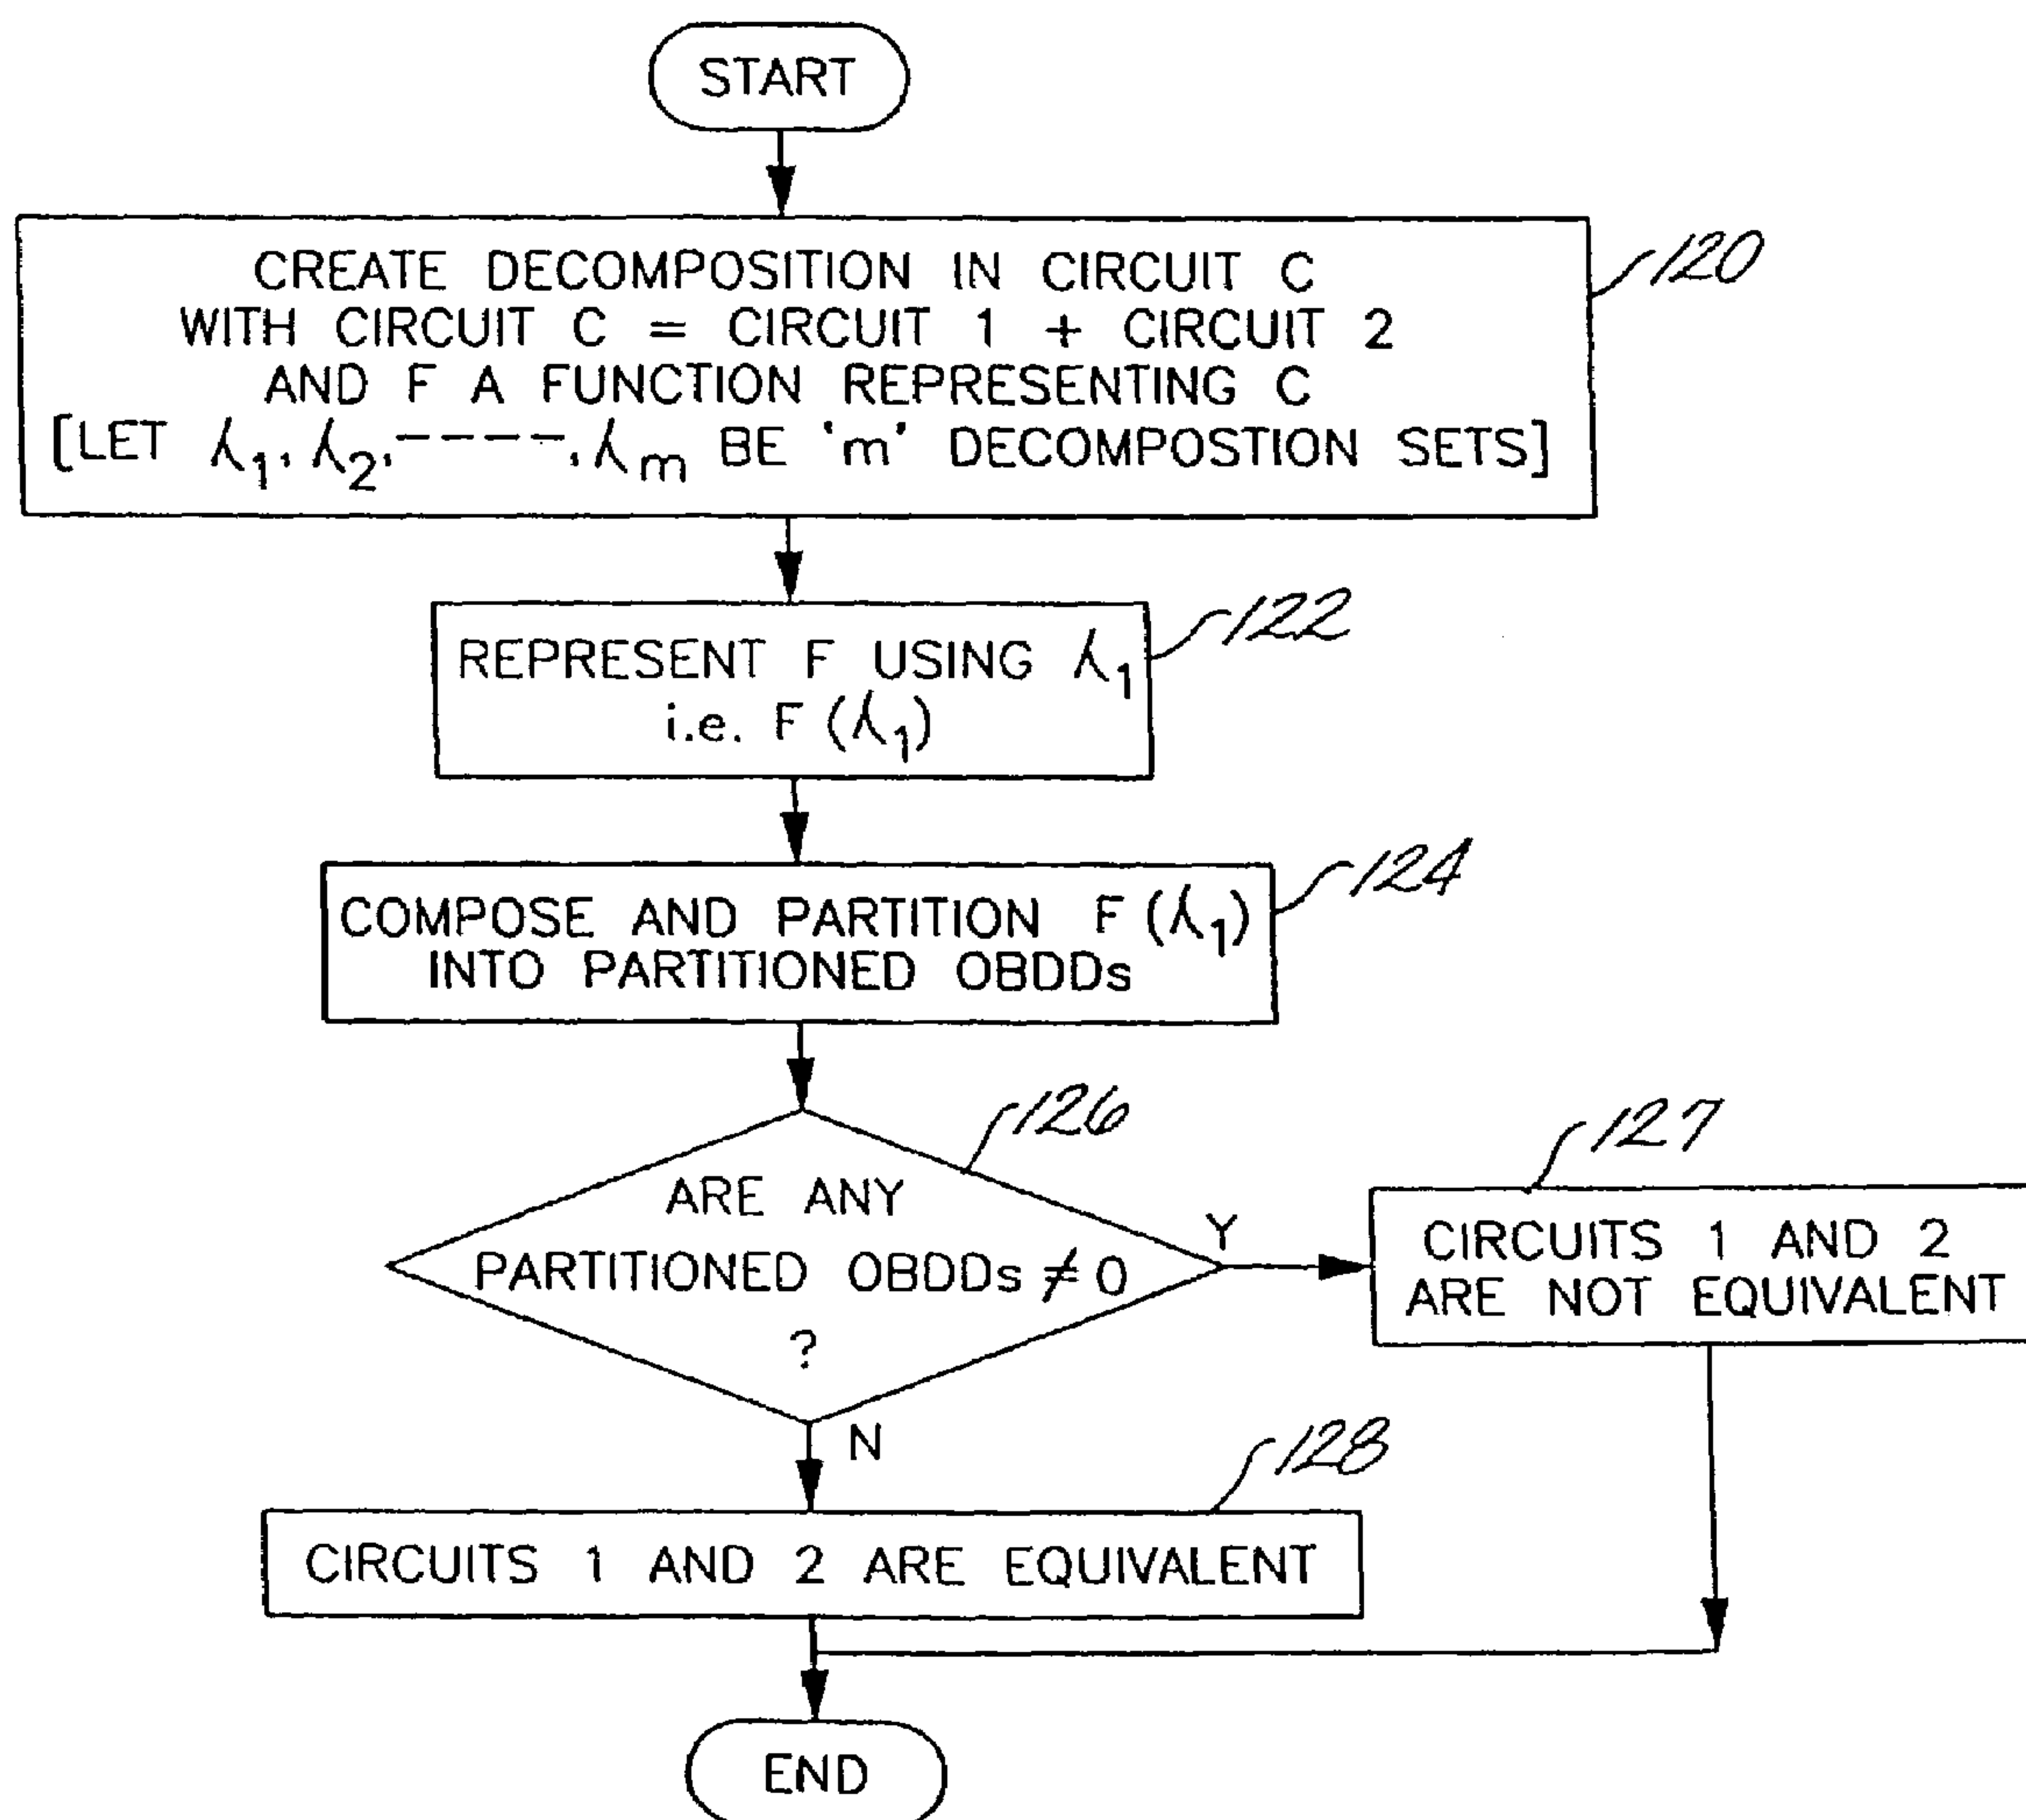 START
CREATE DECOMPOSITION IN CIRCUIT C
WITH CIRCUIT C = CIRCUIT 1 + CIRCUIT 2
AND F A FUNCTION REPRESENTING C
[LET λ1, λ2, ----, λm BE 'm' DECOMPOSTION SETS]
120
REPRESENT F USING λ1
i.e. F (λ1)
122
COMPOSE AND PARTITION F (λ1)
INTO PARTITIONED OBDDs
124
ARE ANY
PARTITIONED OBDDs ≠ 0
?
126
Y
127
CIRCUITS 1 AND 2
ARE NOT EQUIVALENT
N
128
CIRCUITS 1 AND 2 ARE EQUIVALENT
END